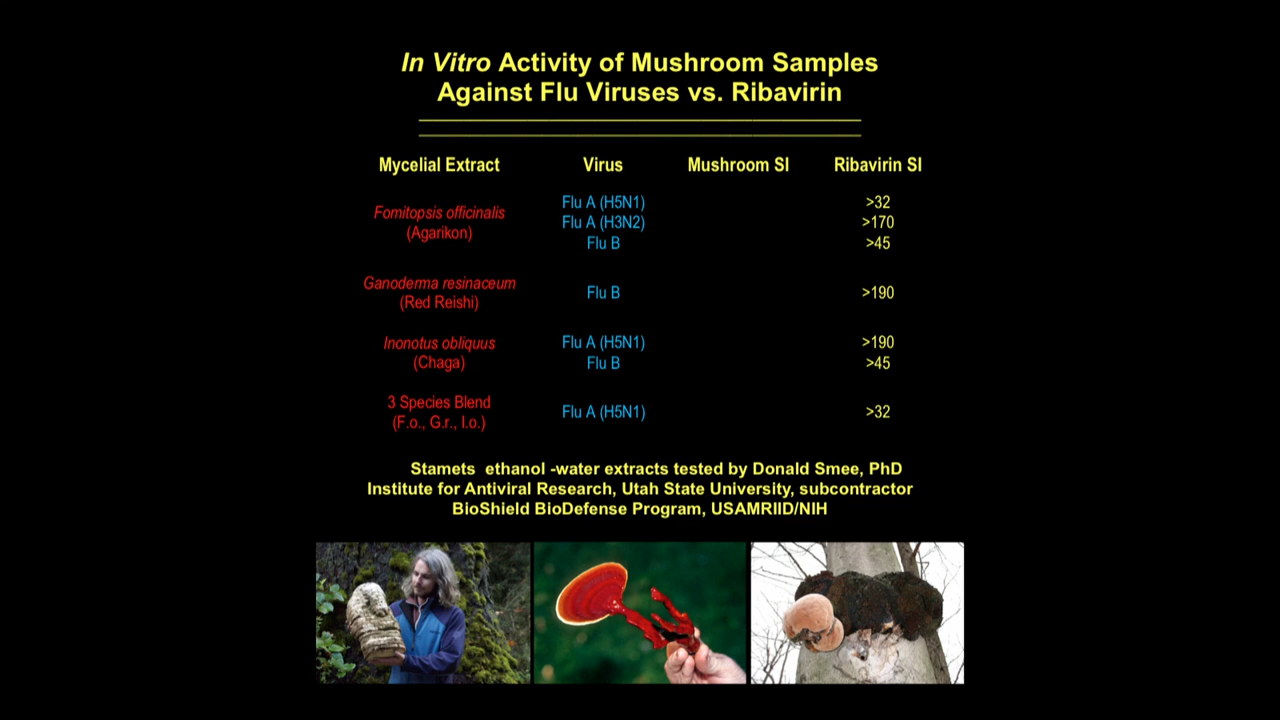 In Vitro Activity of Mushroom Samples
Against Flu Viruses vs. Ribavirin
Mycelial Extract Virus Mushroom SI Ribavirin SI
Fomitopsis officinalis
(Agarikon)
Flu A (H5N1) >32
Flu A (H3N2) >170
Flu B >45
Ganoderma resinaceum
(Red Reishi)
Flu B >190
Inonotus obliquus
(Chaga)
Flu A (H5N1) >190
Flu B >45
3 Species Blend
(F.o., G.r., I.o.)
Flu A (H5N1) >32
Stamets ethanol -water extracts tested by Donald Smee, PhD
Institute for Antiviral Research, Utah State University, subcontractor
BioShield BioDefense Program, USAMRIID/NIH